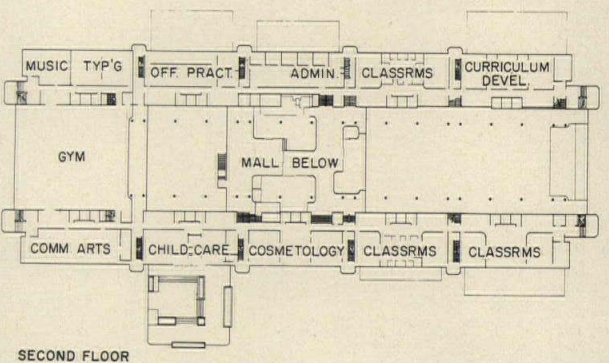 MUSIC TYP'G OFF. PRACT. ADMIN. CLASSRMS CURRICULUM
DEVEL
GYM MALL BELOW
COMM. ARTS CHILD-CARE COSMETOLOGY CLASSRMS CLASSRMS
SECOND FLOOR